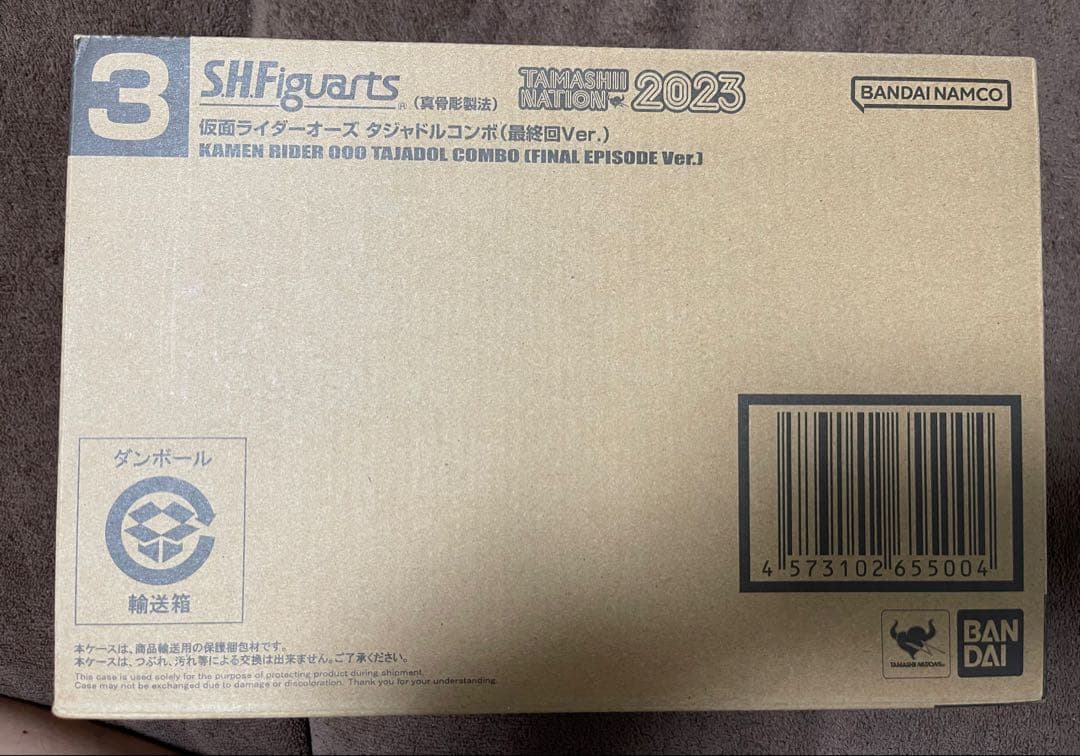 3
S.H.Figuarts ® (真骨彫製法) TAMASHII NATION 2023
BANDAI NAMCO
仮面ライダーオーズ タジャドルコンボ(最終回Ver.)
KAMEN RIDER OOO TAJADOL COMBO (FINAL EPISODE Ver.)
ダンボール
輸送箱
4 573102 655004
TAMASHII NATIONS
BAN
DAI
本ケースは、商品輸送用の保護梱包材です。
本ケースは、つぶれ、汚れ等による交換は出来ません。ご了承ください。
This case is used solely for the purpose of protecting product during shipment.
Case may not be exchanged due to damage or discoloration. Thank you for your understanding.